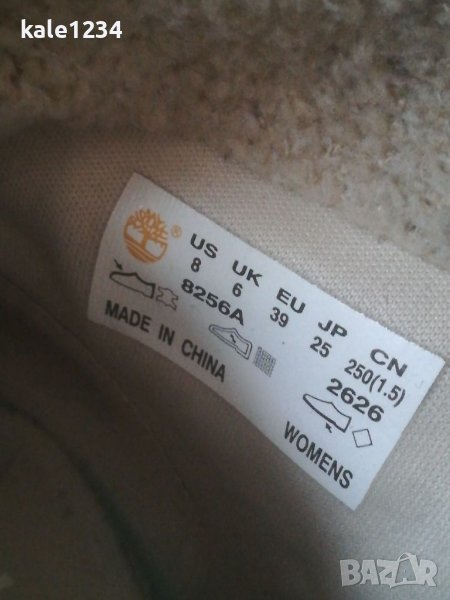 kale1234
®
US UK EU JP CN
8 6 39 25 250(1.5)
8256A 2626
MADE IN CHINA WOMENS
BAZAR